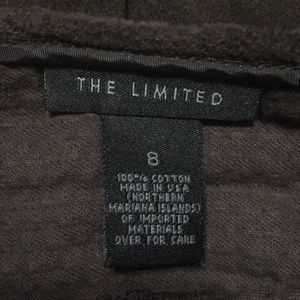 THE LIMITED
8
100% COTTON
MADE IN USA
(NORTHERN
MARIANA ISLANDS)
OF IMPORTED
MATERIALS
OVER FOR CARE